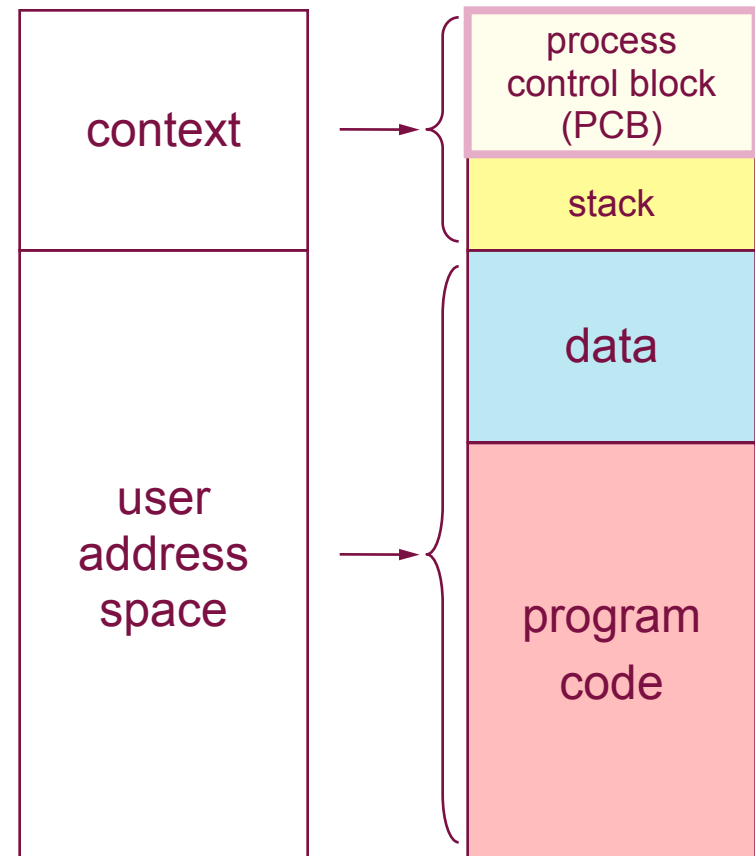 context
user
address
space
process
control block
(PCB)
stack
data
program
code